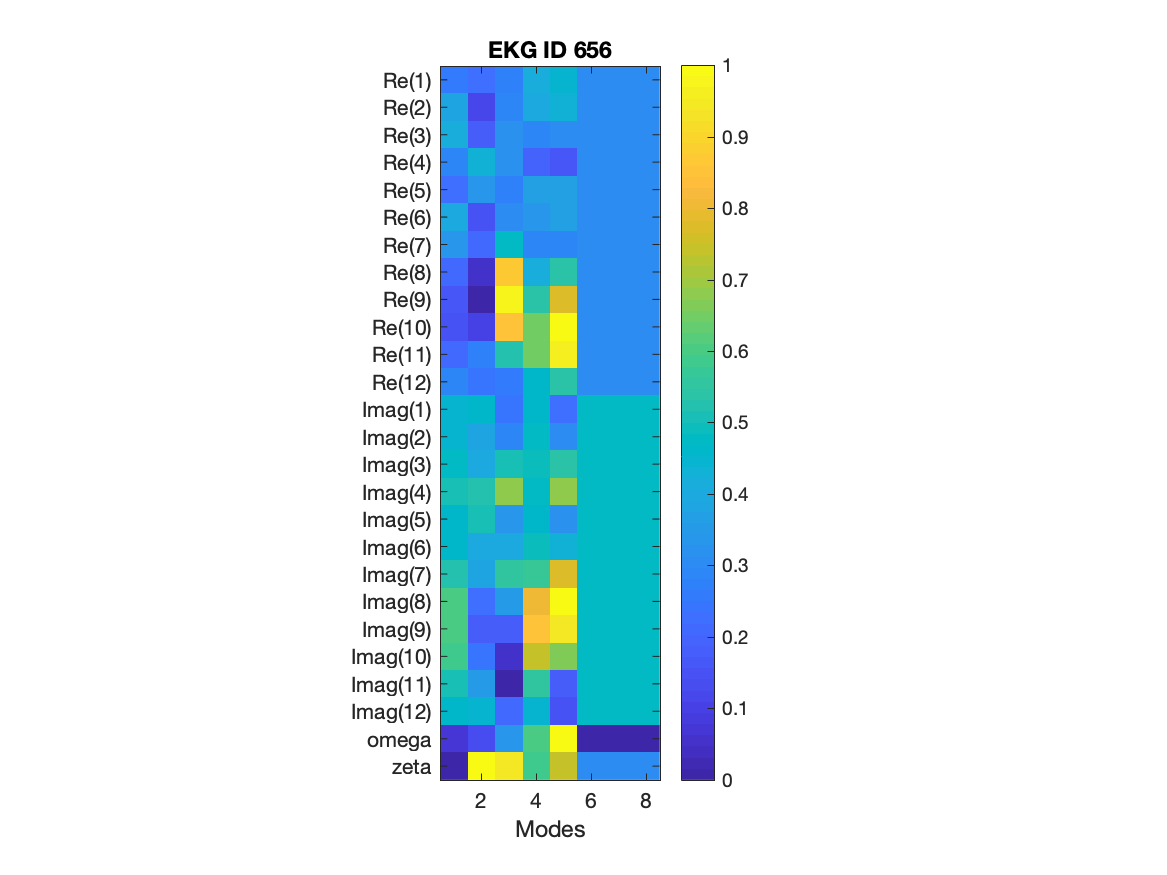 EKG ID 656
Re(1)
Re(2)
Re(3)
Re(4)
Re(5)
Re(6)
Re(7)
Re(8)
Re(9)
Re(10)
Re(11)
Re(12)
Imag(1)
Imag(2)
Imag(3)
Imag(4)
Imag(5)
Imag(6)
Imag(7)
Imag(8)
Imag(9)
Imag(10)
Imag(11)
Imag(12)
omega
zeta
2 4 6 8
Modes
1
0.9
0.8
0.7
0.6
0.5
0.4
0.3
0.2
0.1
0